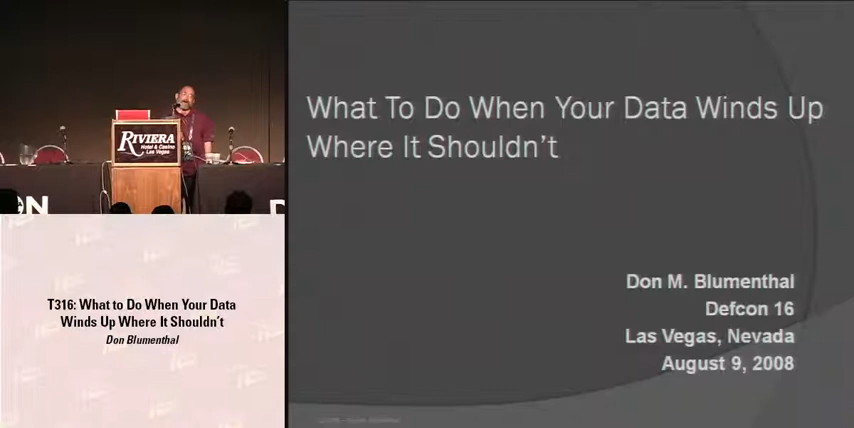 RIVIERA
Hotel & Casino
Las Vegas
T316: What to Do When Your Data
Winds Up Where It Shouldn't
Don Blumenthal
What To Do When Your Data Winds Up
Where It Shouldn't
Don M. Blumenthal
Defcon 16
Las Vegas, Nevada
August 9, 2008